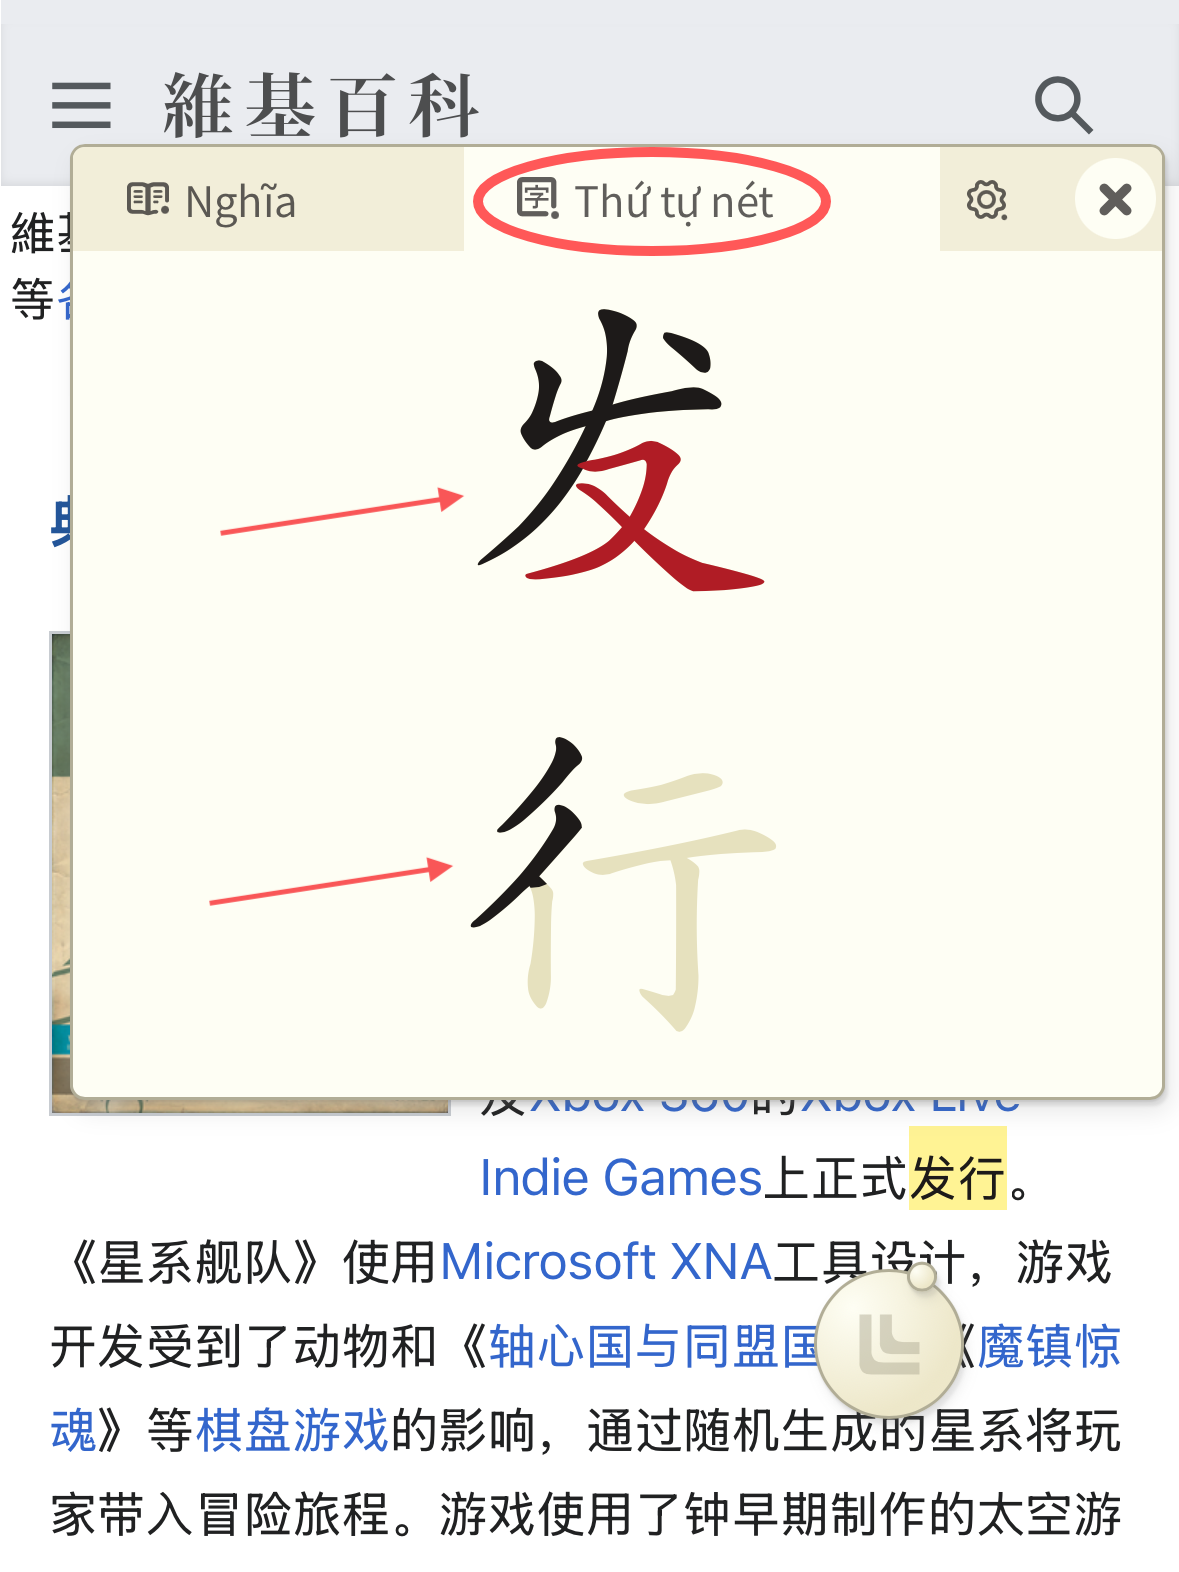 維基百科
Nghĩa
Thứ tự nét
維
等
发
行
Xbox 360的Xbox Live
Indie Games上正式发行。
《星系舰队》使用Microsoft XNA工具设计，游戏
开发受到了动物和《轴心国与同盟国《魔镇惊
魂》等棋盘游戏的影响，通过随机生成的星系将玩
家带入冒险旅程。游戏使用了钟早期制作的太空游